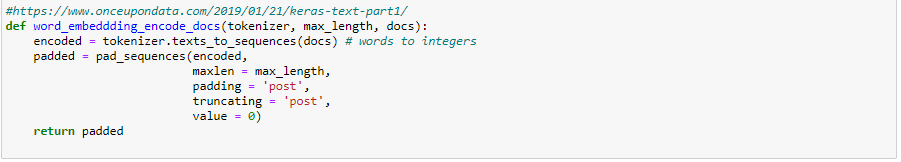 #https://www.onceupondata.com/2019/01/21/keras-text-part1/
def word_embeddding_encode_docs(tokenizer, max_length, docs):
    encoded = tokenizer.texts_to_sequences(docs) # words to integers
    padded = pad_sequences(encoded,
                           maxlen = max_length,
                           padding = 'post',
                           truncating = 'post',
                           value = 0)
    return padded